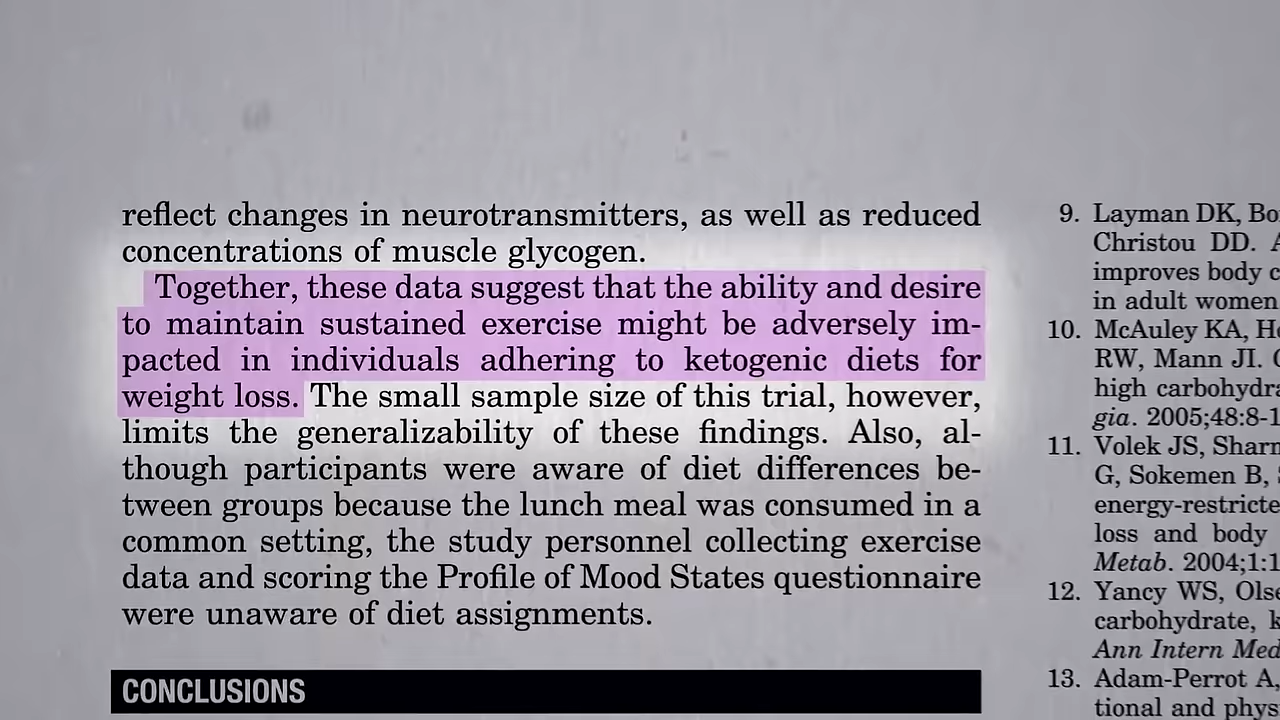 reflect changes in neurotransmitters, as well as reduced
concentrations of muscle glycogen.
Together, these data suggest that the ability and desire
to maintain sustained exercise might be adversely im-
pacted in individuals adhering to ketogenic diets for
weight loss. The small sample size of this trial, however,
limits the generalizability of these findings. Also, al-
though participants were aware of diet differences be-
tween groups because the lunch meal was consumed in a
common setting, the study personnel collecting exercise
data and scoring the Profile of Mood States questionnaire
were unaware of diet assignments.
CONCLUSIONS
9. Layman DK,
Christou DD.
improves body
in adult women
10. McAuley KA,
RW, Mann JI.
high
gia. 2005;48:8-1
11. Volek JS,
G, Sokemen B,
loss and body
Metab. 2004;1:1
12. Yancy WS,
carbohydrate,
Ann Intern
13. Adam-Perrot A,
tional and